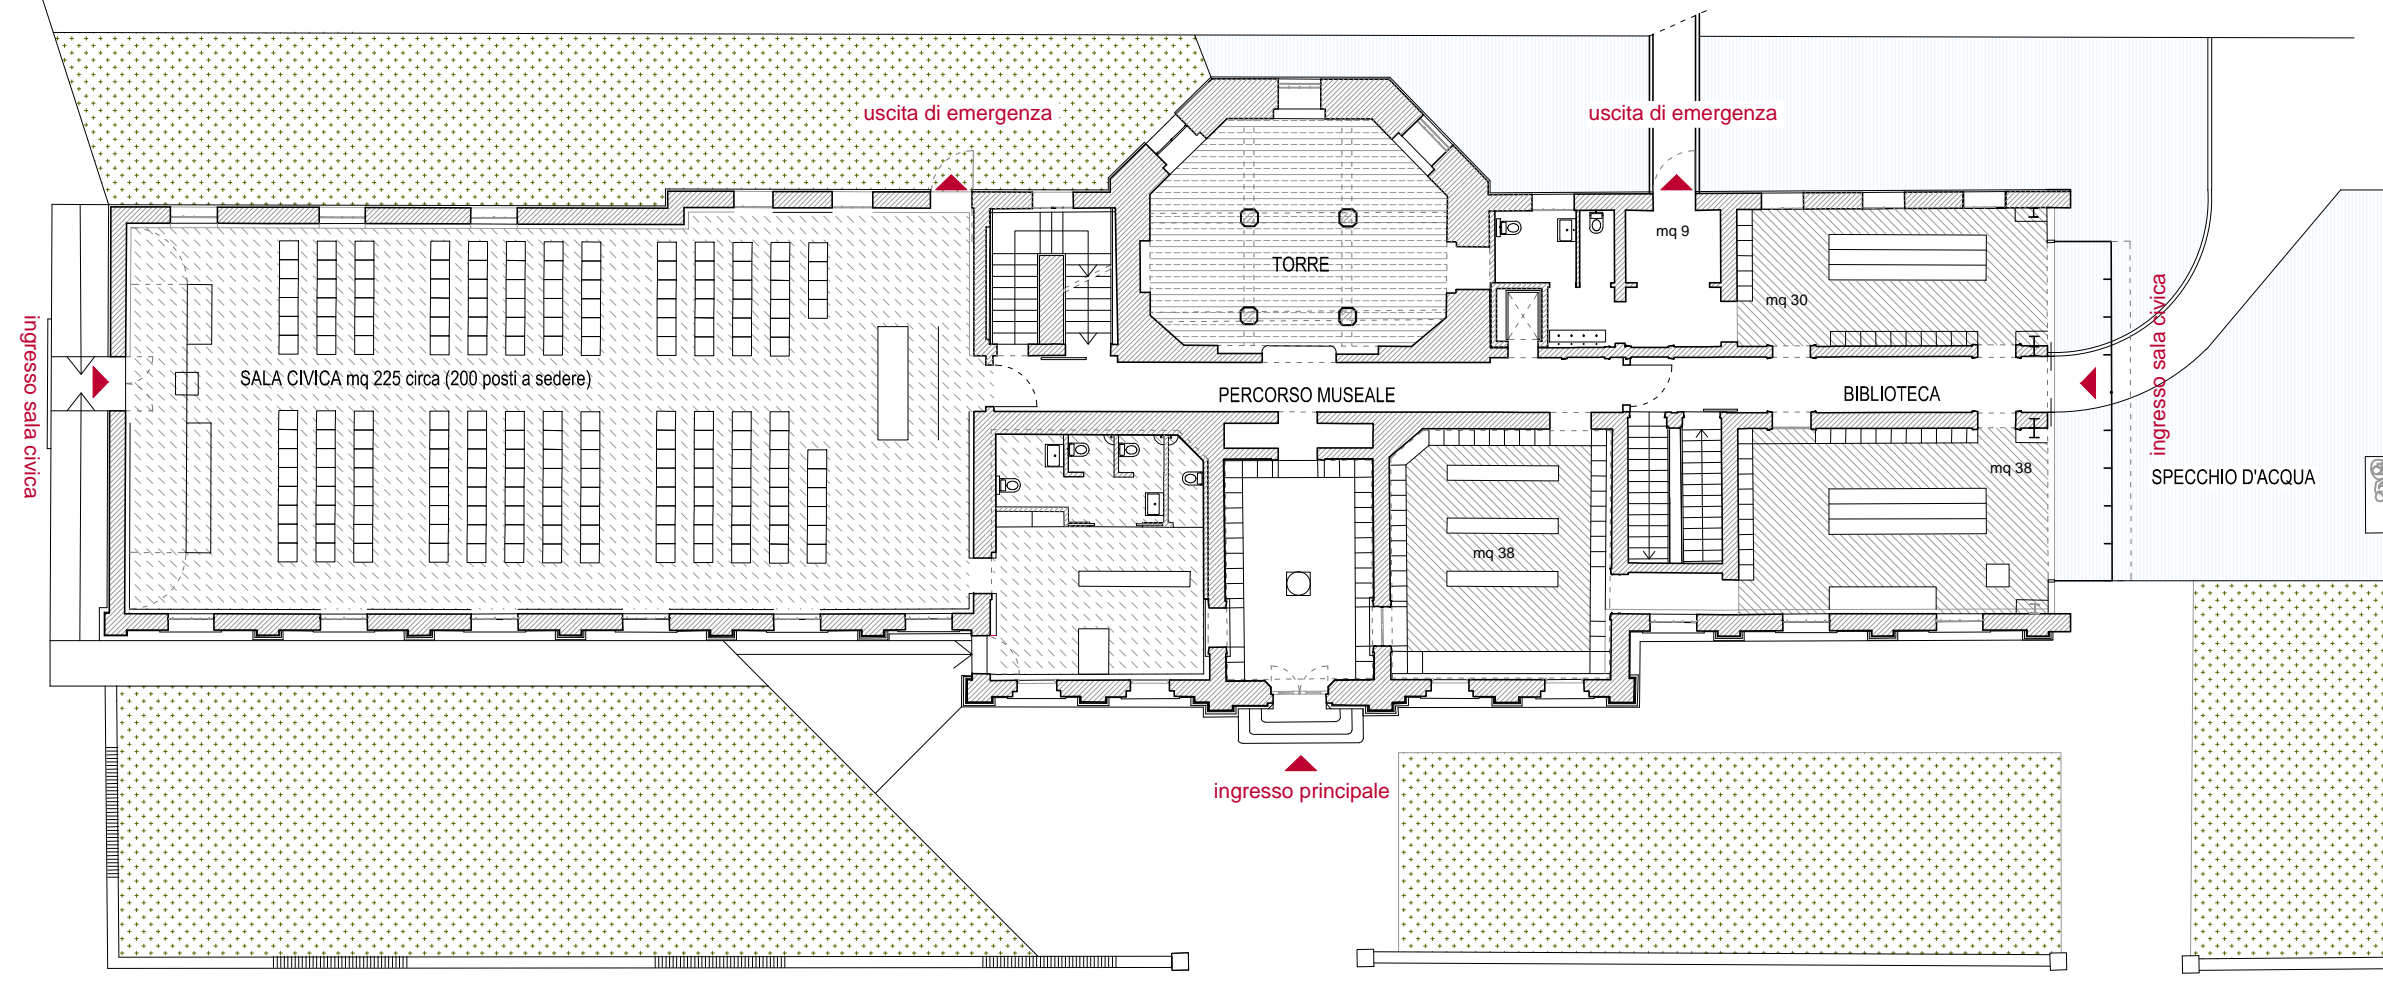 uscita di emergenza
uscita di emergenza
mq 9
TORRE
mq 30
ingresso sala civica
SALA CIVICA mq 225 circa (200 posti a sedere)
PERCORSO MUSEALE
BIBLIOTECA
ingresso sala civica
mq 38
SPECCHIO D'ACQUA
mq 38
ingresso principale